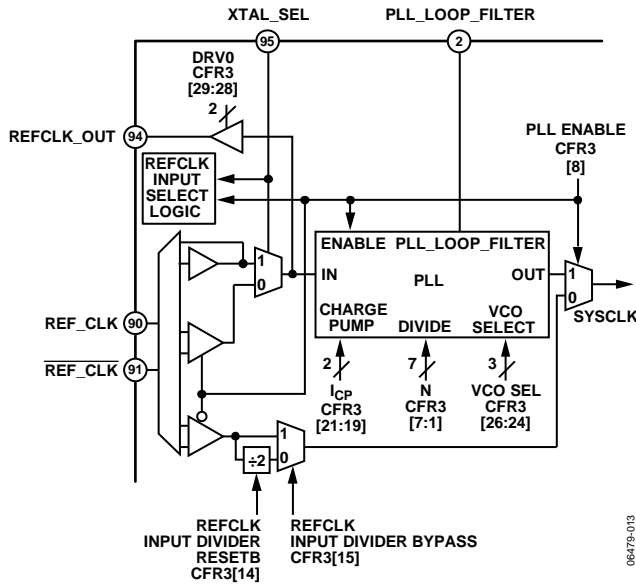 XTAL_SEL
PLL_LOOP_FILTER
95
2
DRV0
CFR3
[29:28]
2
REFCLK_OUT
94
PLL ENABLE
CFR3
[8]
REFCLK
INPUT
SELECT
LOGIC
ENABLE PLL_LOOP_FILTER
1
0
IN
PLL
OUT
1
0
SYSCLK
CHARGE
PUMP
DIVIDE
VCO
SELECT
REF_CLK
90
REF_CLK
91
2
7
3
ICP
CFR3
[21:19]
N
CFR3
[7:1]
VCO SEL
CFR3
[26:24]
1
÷2
0
REFCLK
INPUT DIVIDER
RESETB
CFR3[14]
REFCLK
INPUT DIVIDER BYPASS
CFR3[15]
06479-013